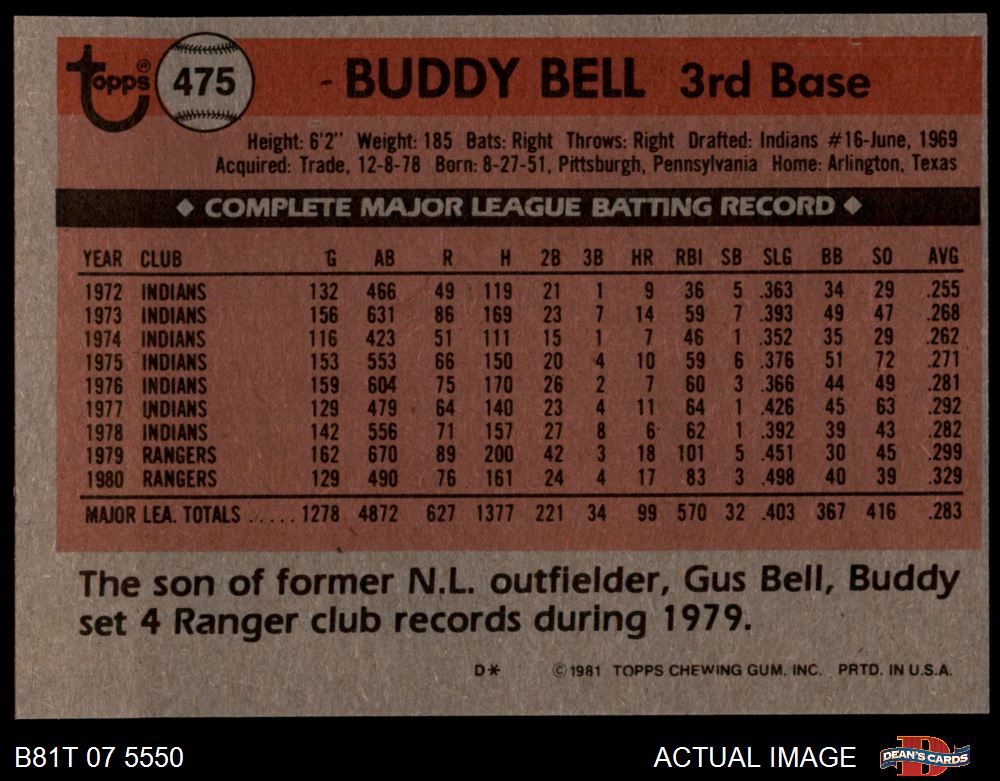 Topps® 475 BUDDY BELL 3rd Base
Height: 6'2" Weight: 185 Bats: Right Throws: Right Drafted: Indians #16-June, 1969
Acquired: Trade, 12-8-78 Born: 8-27-51, Pittsburgh, Pennsylvania Home: Arlington, Texas
◆ COMPLETE MAJOR LEAGUE BATTING RECORD ◆
YEAR CLUB G AB R H 2B 3B HR RBI SB SLG BB SO AVG
1972 INDIANS 132 466 49 119 21 1 9 36 5 .363 34 29 .255
1973 INDIANS 156 631 86 169 23 7 14 59 7 .393 49 47 .268
1974 INDIANS 116 423 51 111 15 1 7 46 1 .352 35 29 .262
1975 INDIANS 153 553 66 150 20 4 10 59 6 .376 51 72 .271
1976 INDIANS 159 604 75 170 26 2 7 60 3 .366 44 49 .281
1977 INDIANS 129 479 64 140 23 4 11 64 1 .426 45 63 .292
1978 INDIANS 142 556 71 157 27 8 6 62 1 .392 39 43 .282
1979 RANGERS 162 670 89 200 42 3 18 101 5 .451 30 45 .299
1980 RANGERS 129 490 76 161 24 4 17 83 3 .498 40 39 .329
MAJOR LEA. TOTALS ..... 1278 4872 627 1377 221 34 99 570 32 .403 367 416 .283
The son of former N.L. outfielder, Gus Bell, Buddy
set 4 Ranger club records during 1979.
D* © 1981 TOPPS CHEWING GUM, INC. PRTD. IN U.S.A.
B81T 07 5550 ACTUAL IMAGE D DEAN'S CARDS